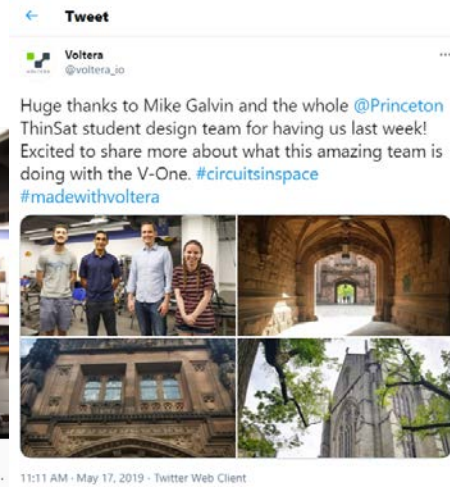 ← Tweet
Voltera
@voltera_io
Huge thanks to Mike Galvin and the whole @Princeton
ThinSat student design team for having us last week!
Excited to share more about what this amazing team is
doing with the V-One. #circuitsinspace
#madewithvoltera
11:11 AM · May 17, 2019 · Twitter Web Client